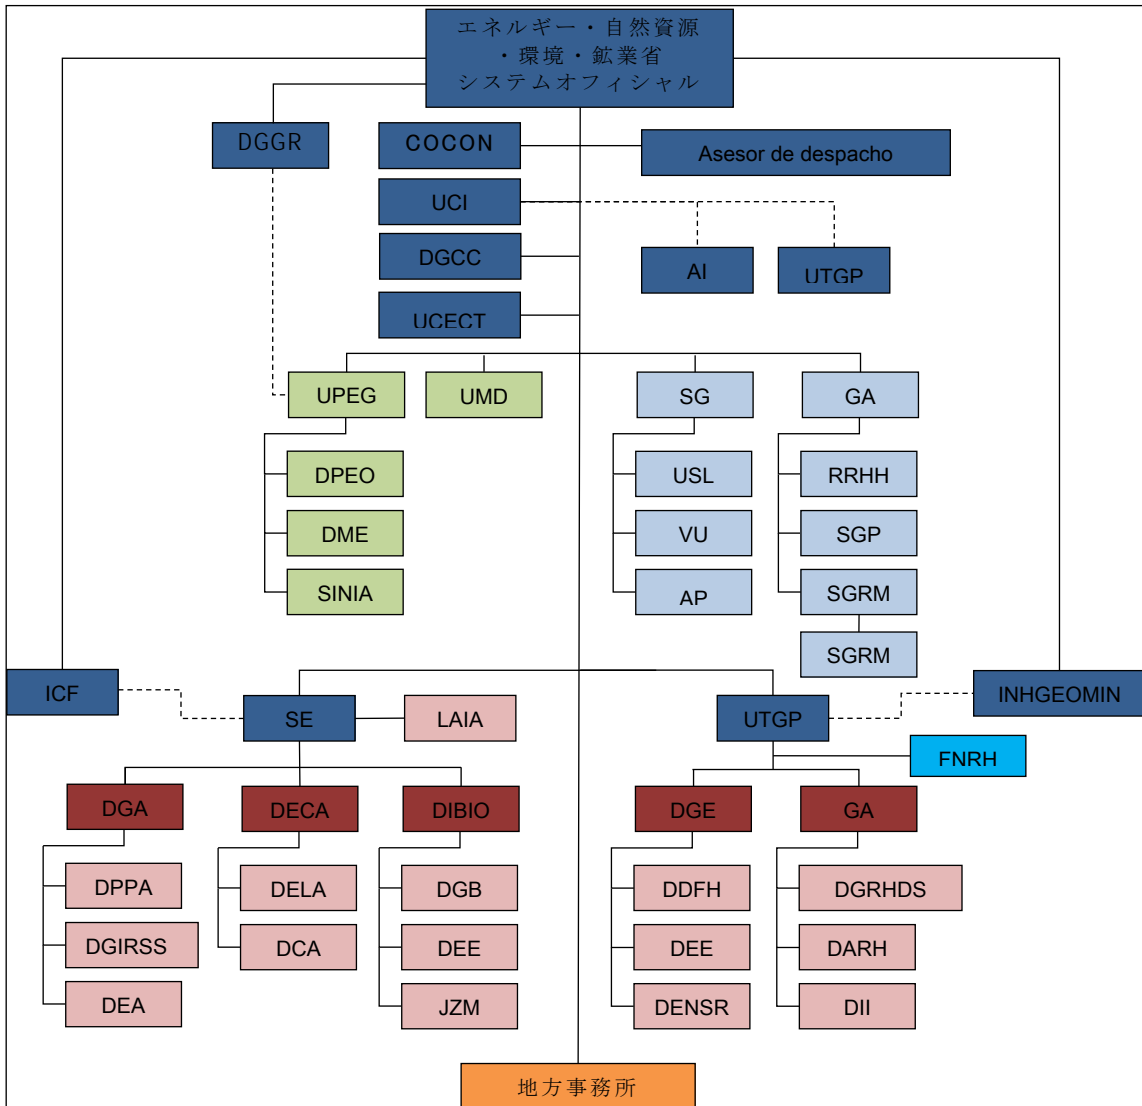 エネルギー・自然資源
・環境・鉱業省
システムオフィシャル
DGGR
COCON
Asesor de despacho
UCI
DGCC
AI
UTGP
UCECT
UPEG
UMD
SG
GA
DPEO
USL
RRHH
DME
VU
SGP
SINIA
AP
SGRM
SGRM
ICF
SE
LAIA
UTGP
INHGEOMIN
FNRH
DGA
DECA
DIBIO
DGE
GA
DPPA
DELA
DGB
DDFH
DGRHDS
DGIRSS
DCA
DEE
DEE
DARH
DEA
JZM
DENSR
DII
地方事務所